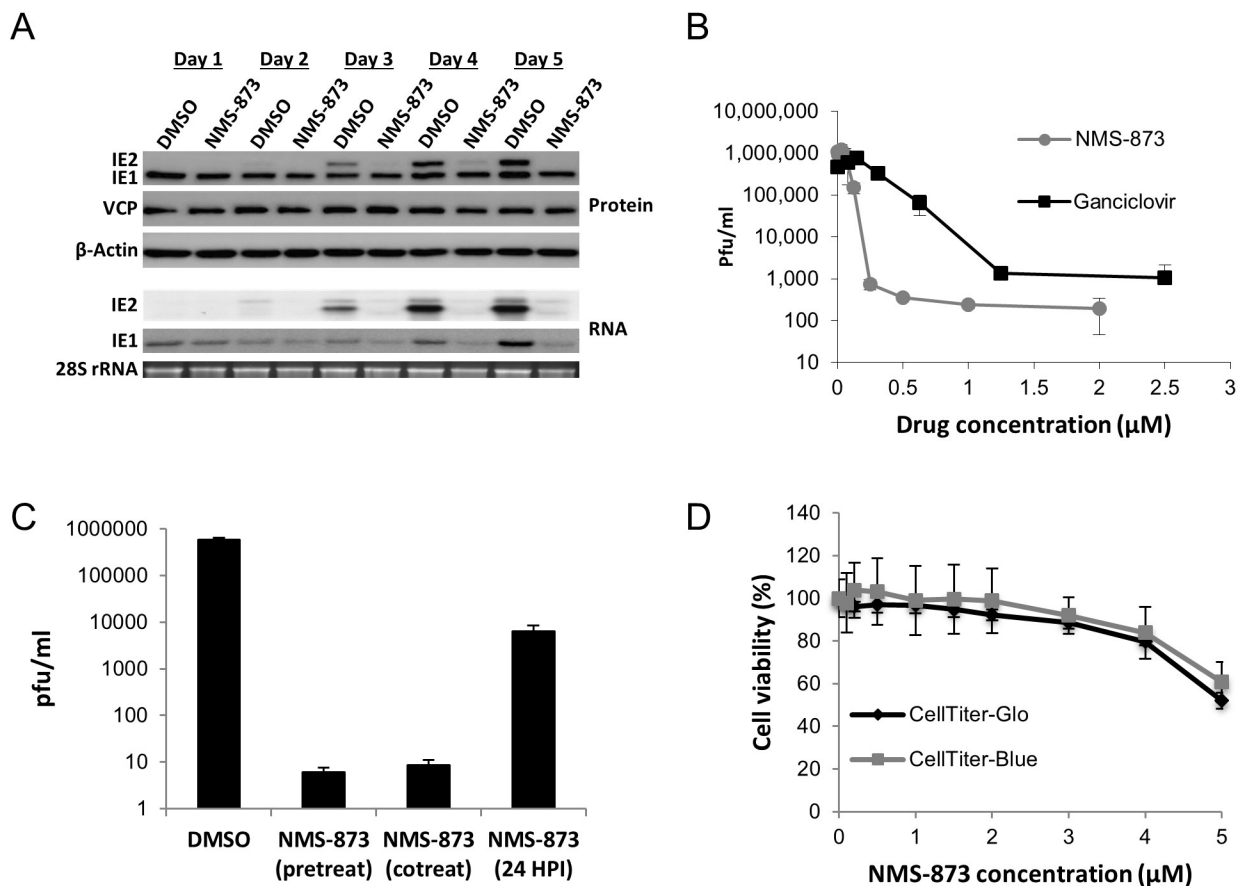 A
Day 1 Day 2 Day 3 Day 4 Day 5
DMSO NMS-873 DMSO NMS-873 DMSO NMS-873 DMSO NMS-873 DMSO NMS-873
IE2
IE1
VCP
Protein
β-Actin
IE2
RNA
IE1
28S rRNA
B
10,000,000
1,000,000
100,000
10,000
1,000
100
10
Pfu/ml
NMS-873
Ganciclovir
0 0.5 1 1.5 2 2.5 3
Drug concentration (µM)
C
1000000
100000
10000
1000
100
10
1
pfu/ml
DMSO
NMS-873
(pretreat)
NMS-873
(cotreat)
NMS-873
(24 HPI)
D
140
120
100
80
60
40
20
0
Cell viability (%)
CellTiter-Glo
CellTiter-Blue
0 1 2 3 4 5
NMS-873 concentration (µM)